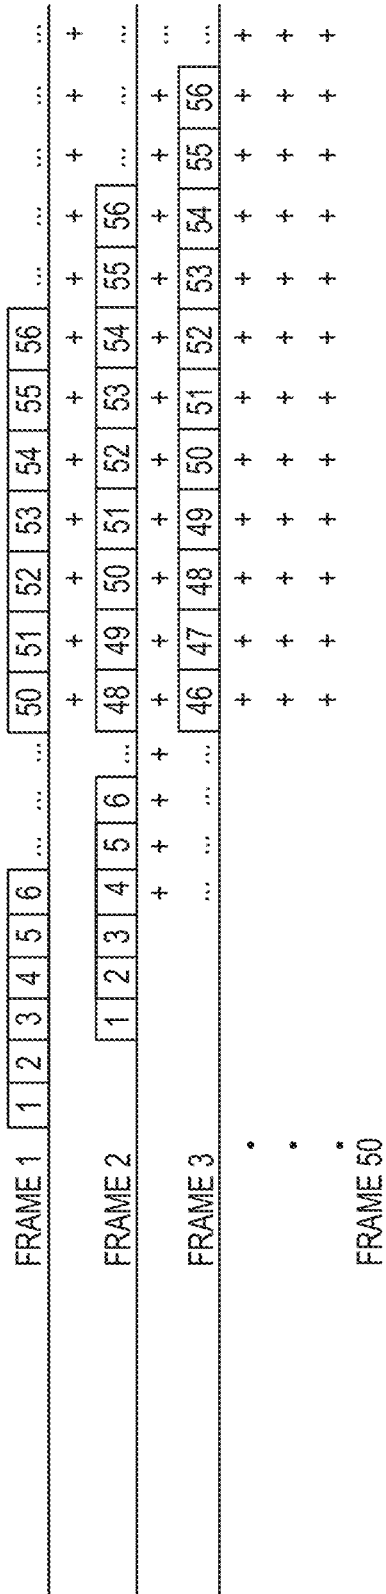 FRAME 1 1 2 3 4 5 6 ... ... ... 50 51 52 53 54 55 56 ... ... ... ... ...
+ + + + + + + + + + + +
FRAME 2 1 2 3 4 5 6 ... 48 49 50 51 52 53 54 55 56 ... ... ...
+ + + + + + + + + + + + + + + ...
FRAME 3 ... ... ... ... 46 47 48 49 50 51 52 53 54 55 56 ...
+ + + + + + + + + + + +
+ + + + + + + + + + + +
+ + + + + + + + + + + +
FRAME 50